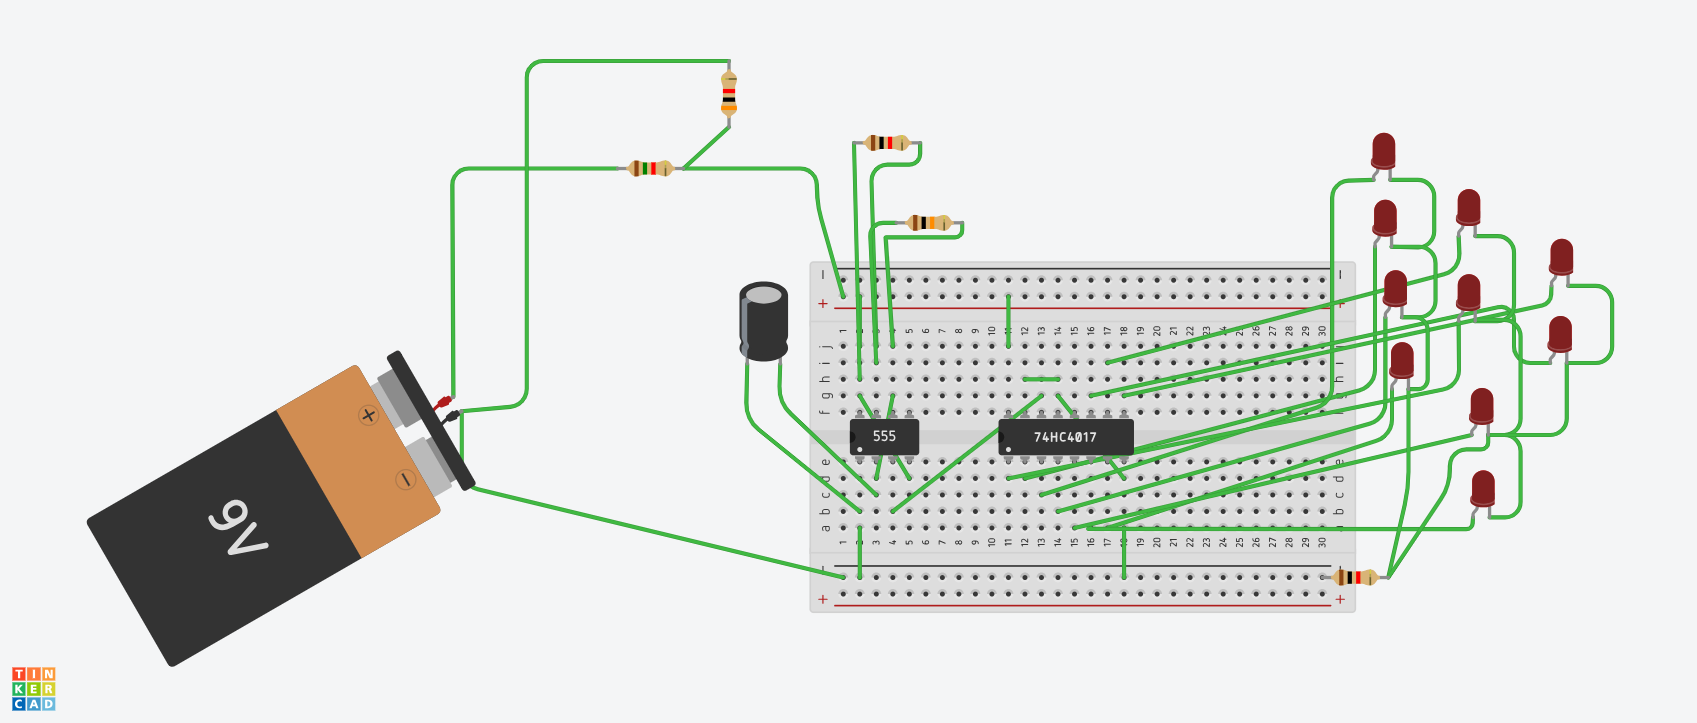 − −
+ +
1 2 3 4 5 6 7 8 9 10 11 12 13 14 15 16 17 18 19 20 21 22 23 24 25 26 27 28 29 30
j j
i i
h h
g g
f f
555 74HC4017
e e
d d
c c
b b
a a
1 2 3 4 5 6 7 8 9 10 11 12 13 14 15 16 17 18 19 20 21 22 23 24 25 26 27 28 29 30
− −
+ +
+
−
9V
TIN
KER
CAD